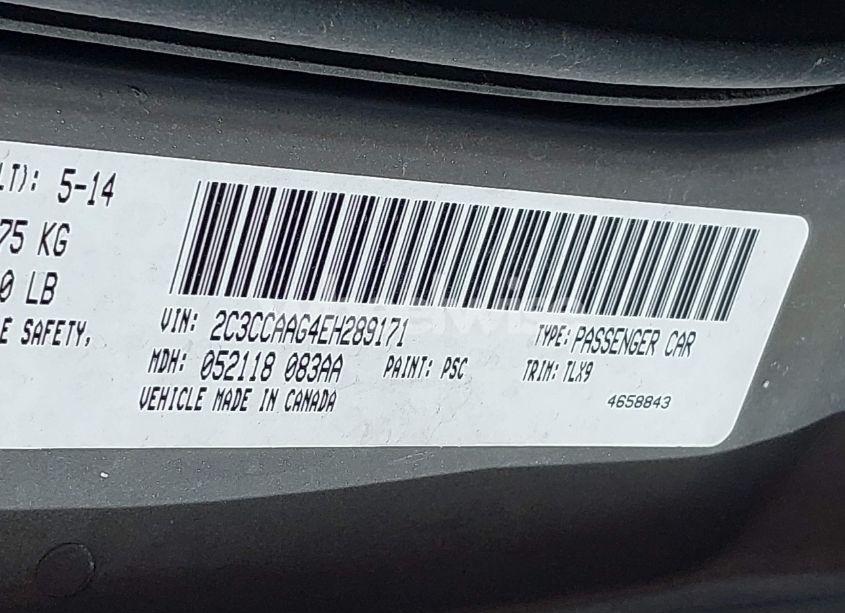 LT): 5-14
75 KG
0 LB
E SAFETY,
VIN: 2C3CCAAG4EH289171
TYPE: PASSENGER CAR
MDH: 052118 083AA
PAINT: PSC
TRIM: TLX9
VEHICLE MADE IN CANADA
4658843